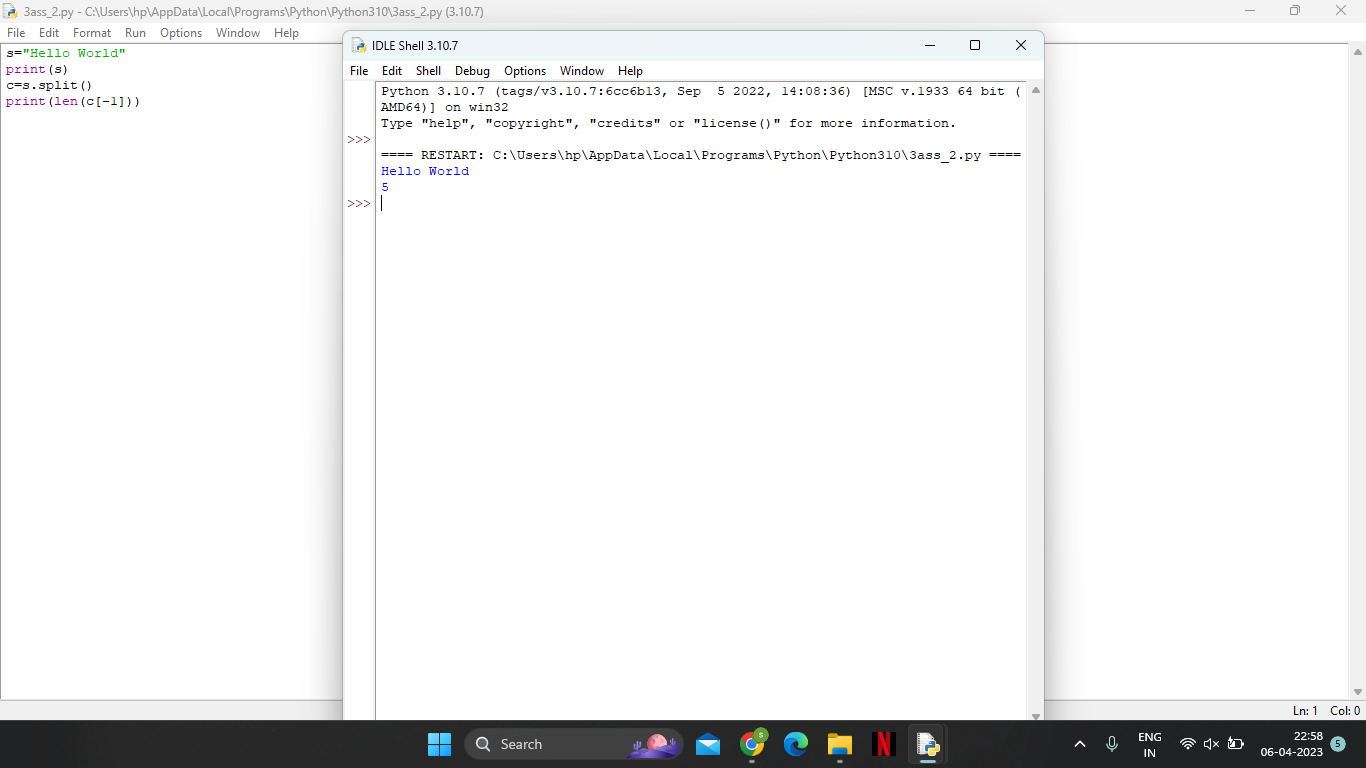 3ass_2.py - C:\Users\hp\AppData\Local\Programs\Python\Python310\3ass_2.py (3.10.7)
File Edit Format Run Options Window Help
s="Hello World"
print(s)
c=s.split()
print(len(c[-1]))
IDLE Shell 3.10.7
File Edit Shell Debug Options Window Help
Python 3.10.7 (tags/v3.10.7:6cc6b13, Sep  5 2022, 14:08:36) [MSC v.1933 64 bit (
AMD64)] on win32
Type "help", "copyright", "credits" or "license()" for more information.
>>>
==== RESTART: C:\Users\hp\AppData\Local\Programs\Python\Python310\3ass_2.py ====
Hello World
5
>>>
Ln: 1 Col: 0
Search
S
N
ENG
IN
22:58
06-04-2023
5